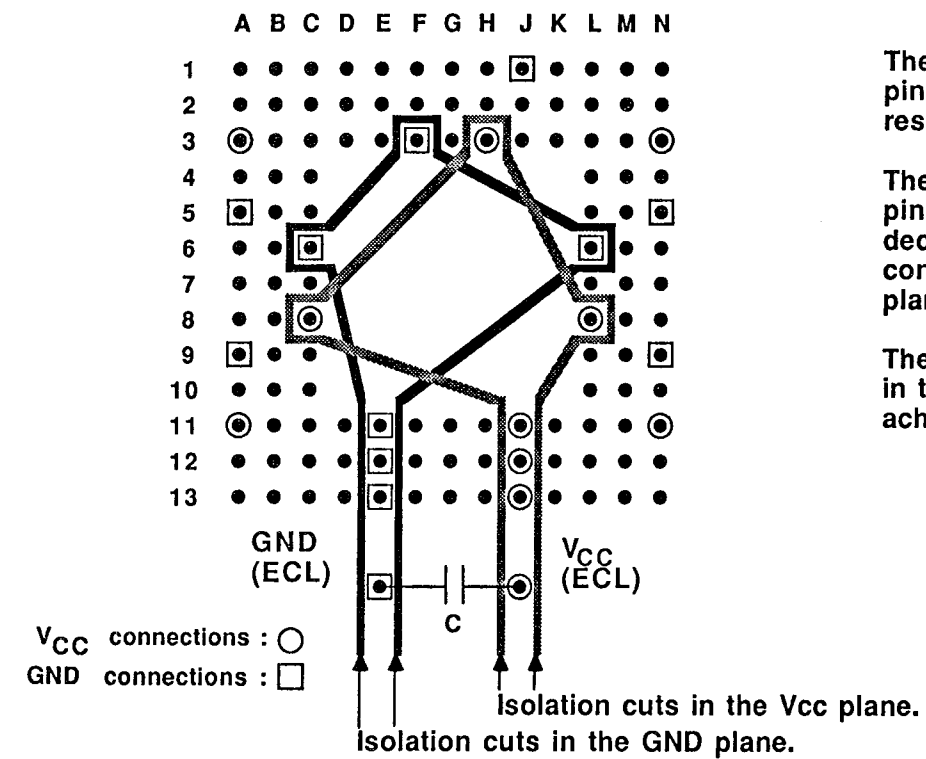 A B C D E F G H J K L M N
1
2
3
4
5
6
7
8
9
10
11
12
13
The
pin
res
The
pin
dec
con
plan
The
in t
ach
GND
(ECL)
VCC
(ECL)
C
VCC connections :
GND connections :
Isolation cuts in the Vcc plane.
Isolation cuts in the GND plane.